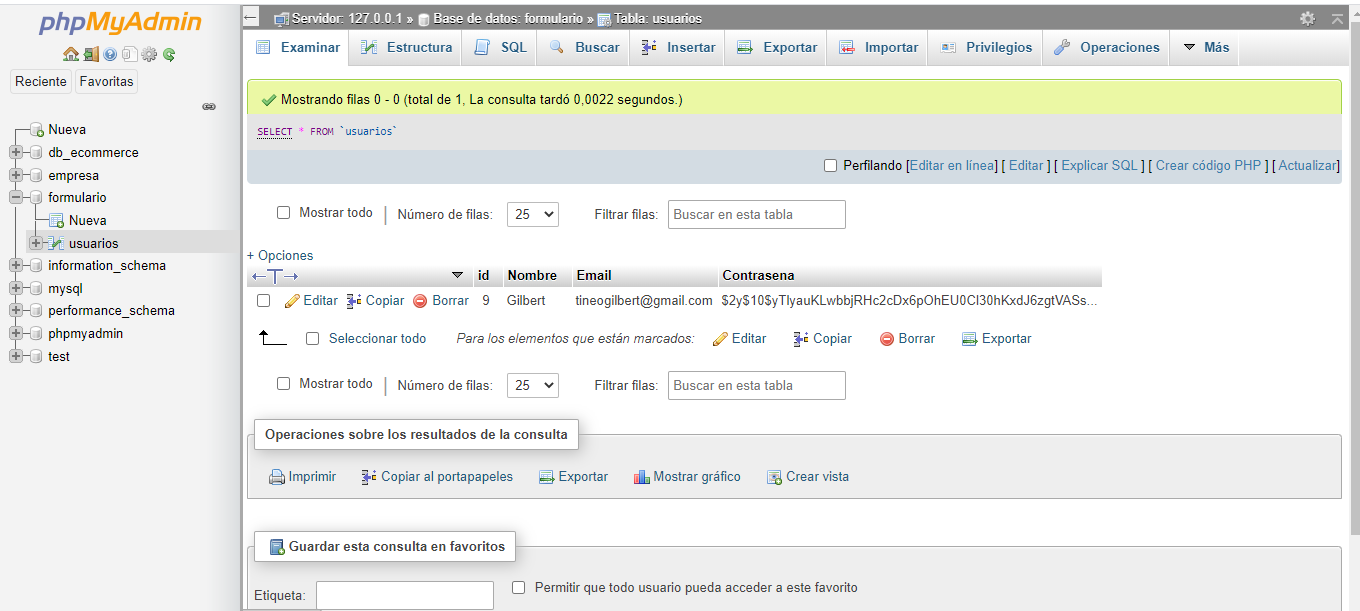 phpMyAdmin
Reciente Favoritas
Nueva
db_ecommerce
empresa
formulario
Nueva
usuarios
information_schema
mysql
performance_schema
phpmyadmin
test
Servidor: 127.0.0.1 » Base de datos: formulario » Tabla: usuarios
Examinar Estructura SQL Buscar Insertar Exportar Importar Privilegios Operaciones Más
Mostrando filas 0 - 0 (total de 1, La consulta tardó 0,0022 segundos.)
SELECT * FROM `usuarios`
Perfilando [Editar en línea] [ Editar ] [ Explicar SQL ] [ Crear código PHP ] [ Actualizar]
Mostrar todo | Número de filas: 25 Filtrar filas: Buscar en esta tabla
+ Opciones
←T→ id Nombre Email Contrasena
Editar Copiar Borrar 9 Gilbert tineogilbert@gmail.com $2y$10$yTlyauKLwbbjRHc2cDx6pOhEU0CI30hKxdJ6zgtVASs...
Seleccionar todo Para los elementos que están marcados: Editar Copiar Borrar Exportar
Mostrar todo | Número de filas: 25 Filtrar filas: Buscar en esta tabla
Operaciones sobre los resultados de la consulta
Imprimir Copiar al portapapeles Exportar Mostrar gráfico Crear vista
Guardar esta consulta en favoritos
Etiqueta: Permitir que todo usuario pueda acceder a este favorito